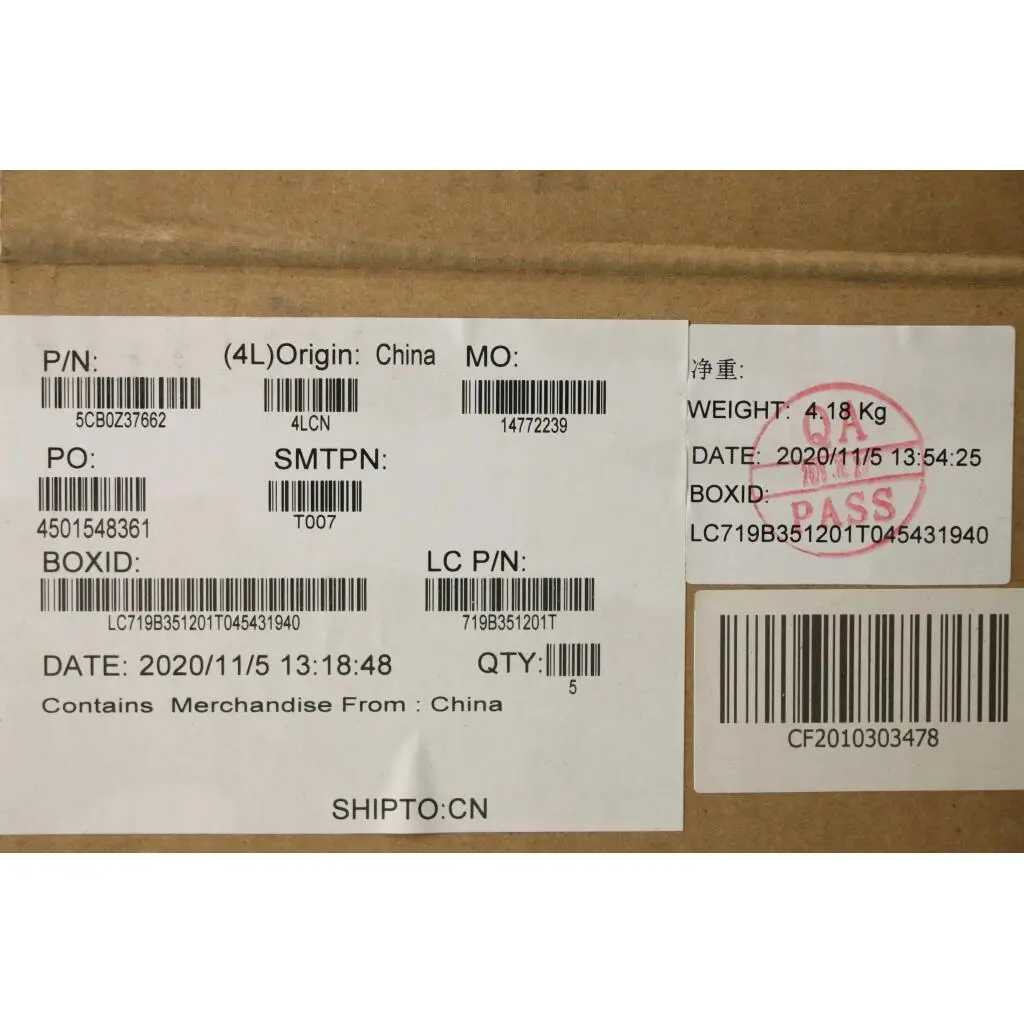 P/N:
5CB0Z37662
(4L)Origin: China
4LCN
MO:
14772239
PO:
4501548361
SMTPN:
T007
BOXID:
LC719B351201T045431940
LC P/N:
719B351201T
DATE: 2020/11/5 13:18:48
QTY:
5
Contains Merchandise From : China
SHIPTO:CN
净重:
WEIGHT: 4.18 Kg
DATE: 2020/11/5 13:54:25
BOXID:
LC719B351201T045431940
QA
PASS
CF2010303478